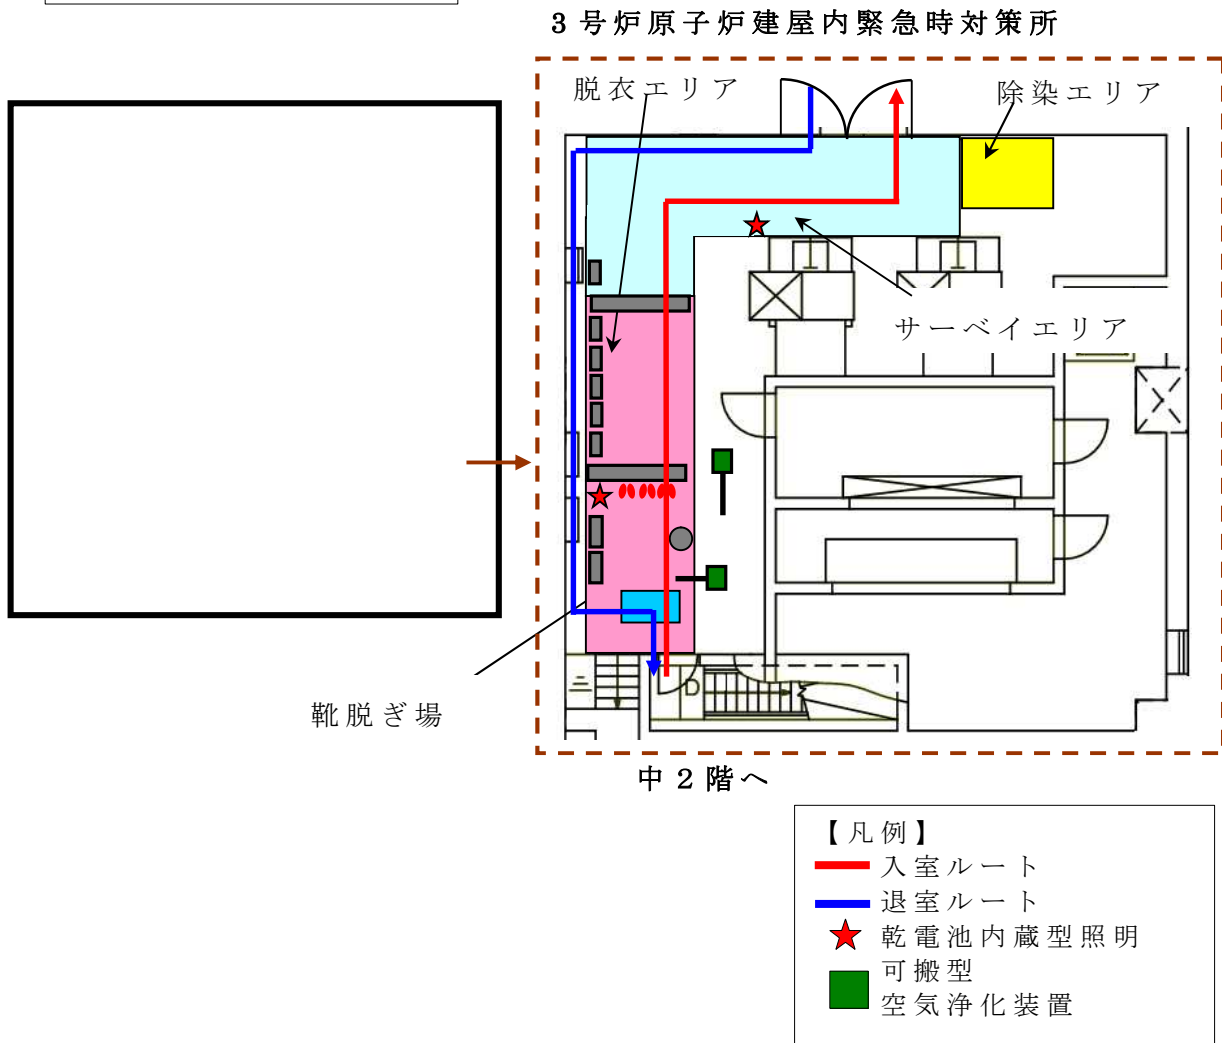 3号炉原子炉建屋内緊急時対策所
脱衣エリア
除染エリア
サーベイエリア
D
靴脱ぎ場
中2階へ
【凡例】
入室ルート
退室ルート
乾電池内蔵型照明
可搬型
空気浄化装置